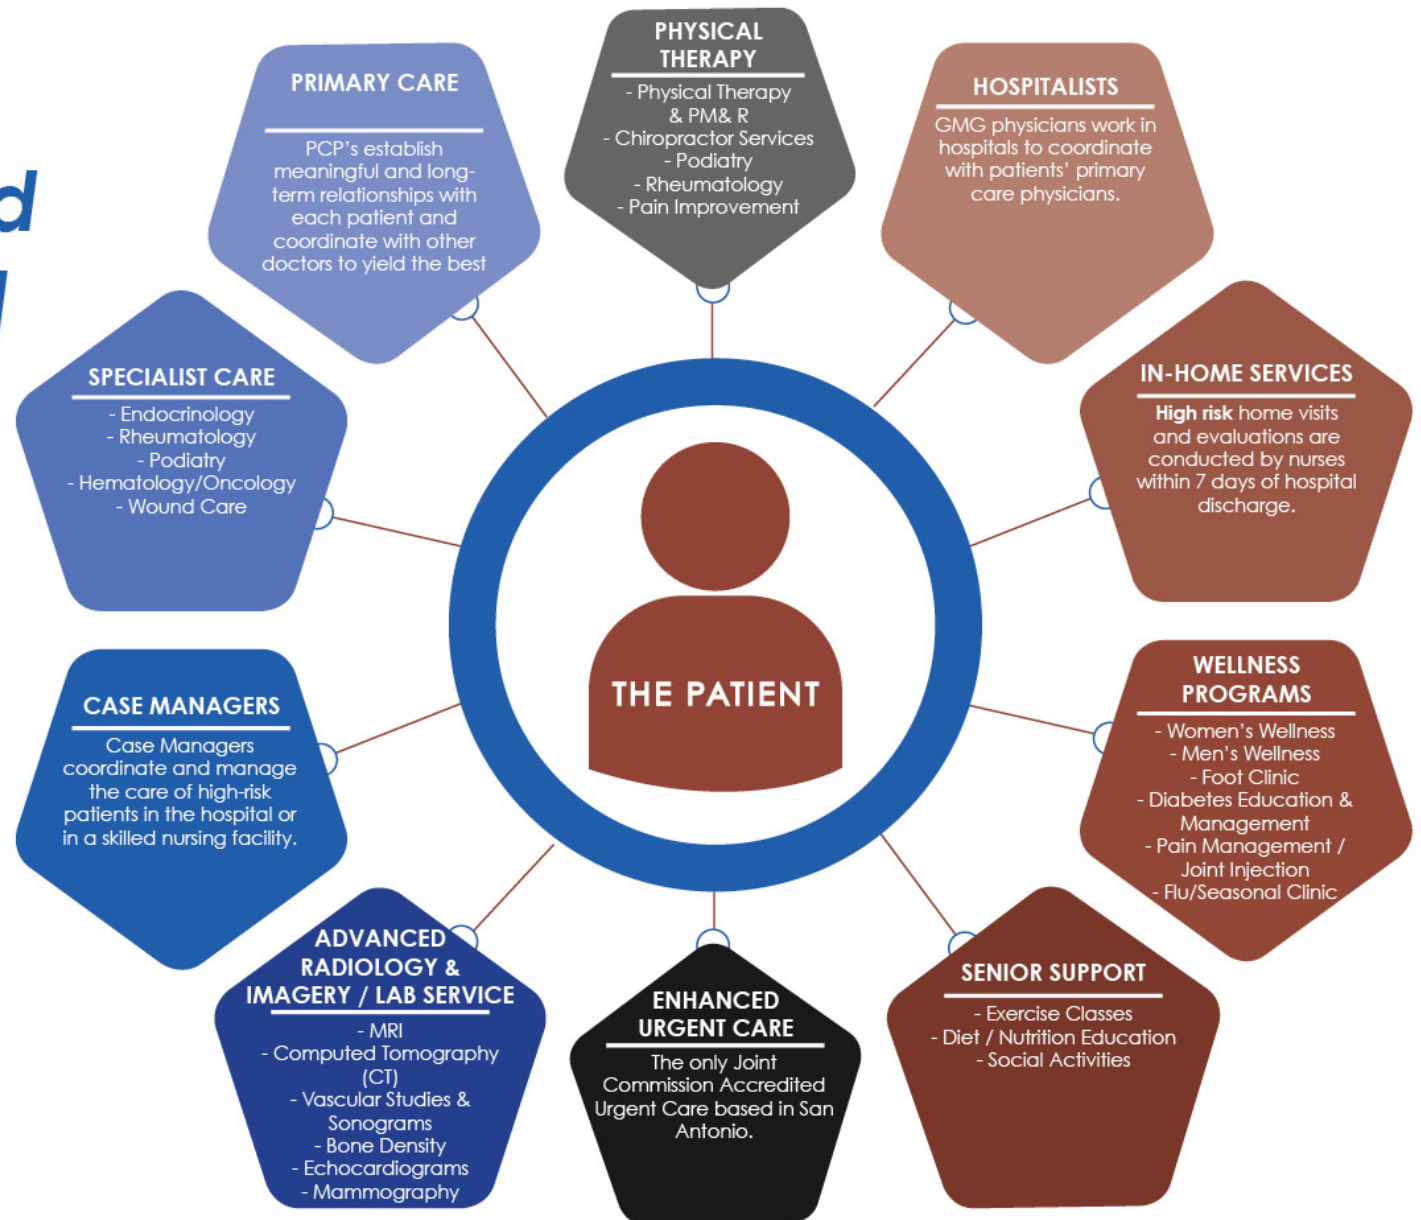 PHYSICAL
THERAPY
- Physical Therapy
& PM& R
- Chiropractor Services
- Podiatry
- Rheumatology
- Pain Improvement
PRIMARY CARE
PCP's establish
meaningful and long-
term relationships with
each patient and
coordinate with other
doctors to yield the best
HOSPITALISTS
GMG physicians work in
hospitals to coordinate
with patients' primary
care physicians.
SPECIALIST CARE
- Endocrinology
- Rheumatology
- Podiatry
- Hematology/Oncology
- Wound Care
IN-HOME SERVICES
High risk home visits
and evaluations are
conducted by nurses
within 7 days of hospital
discharge.
THE PATIENT
CASE MANAGERS
Case Managers
coordinate and manage
the care of high-risk
patients in the hospital or
in a skilled nursing facility.
WELLNESS
PROGRAMS
- Women's Wellness
- Men's Wellness
- Foot Clinic
- Diabetes Education &
Management
- Pain Management /
Joint Injection
- Flu/Seasonal Clinic
ADVANCED
RADIOLOGY &
IMAGERY / LAB SERVICE
- MRI
- Computed Tomography
(CT)
- Vascular Studies &
Sonograms
- Bone Density
- Echocardiograms
- Mammography
ENHANCED
URGENT CARE
The only Joint
Commission Accredited
Urgent Care based in San
Antonio.
SENIOR SUPPORT
- Exercise Classes
- Diet / Nutrition Education
- Social Activities